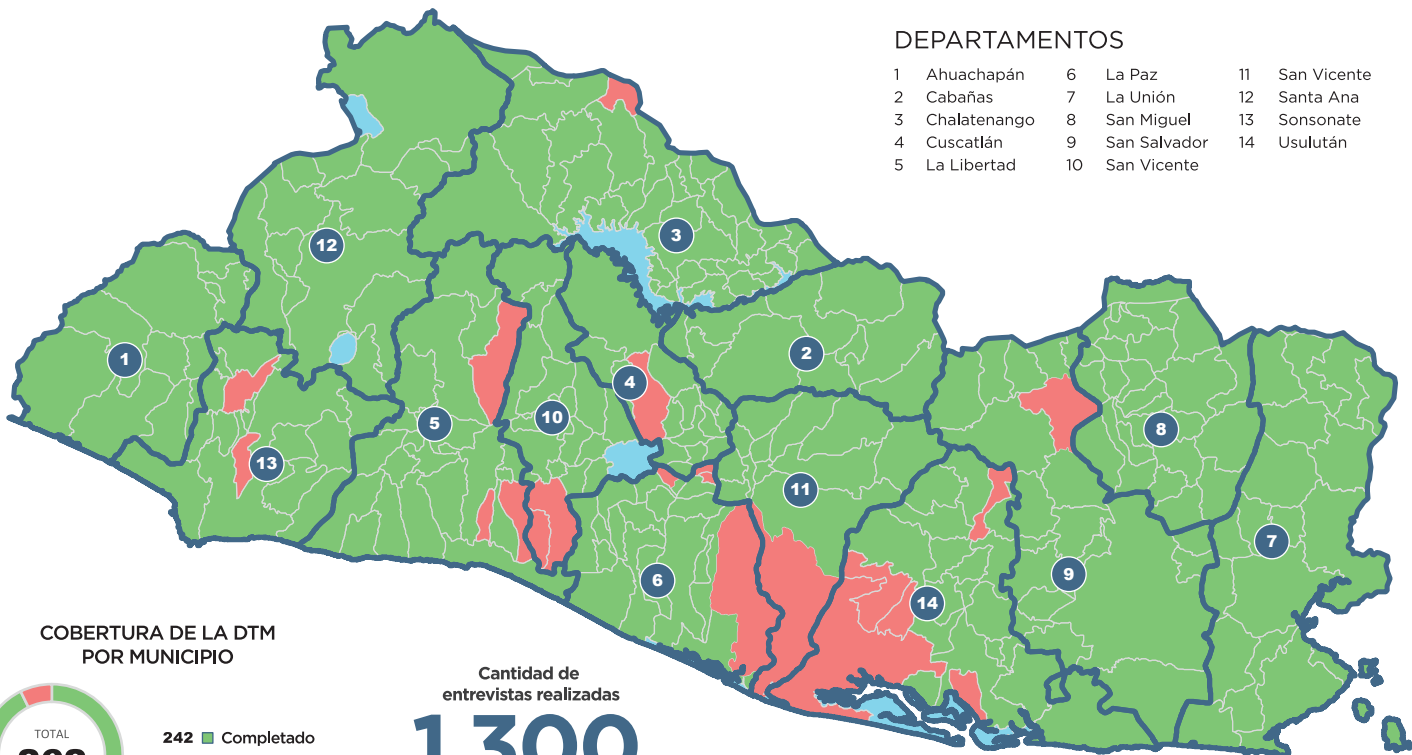 DEPARTAMENTOS
1 Ahuachapán
2 Cabañas
3 Chalatenango
4 Cuscatlán
5 La Libertad
6 La Paz
7 La Unión
8 San Miguel
9 San Salvador
10 San Vicente
11 San Vicente
12 Santa Ana
13 Sonsonate
14 Usulután
3
12
1
2
4
5
10
8
13
11
7
9
6
14
COBERTURA DE LA DTM
POR MUNICIPIO
TOTAL
242 Completado
Cantidad de
entrevistas realizadas
1,300